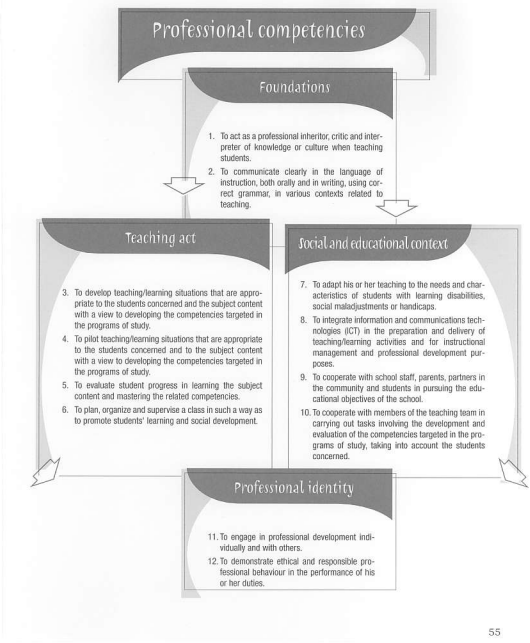 Professional competencies
Foundations
1. To act as a professional inheritor, critic and inter-
preter of knowledge or culture when teaching
students.
2. To communicate clearly in the language of
instruction, both orally and in writing, using cor-
rect grammar, in various contexts related to
teaching.
Teaching act
3. To develop teaching/learning situations that are appro-
priate to the students concerned and the subject content
with a view to developing the competencies targeted in
the programs of study.
4. To pilot teaching/learning situations that are appropriate
to the students concerned and to the subject content
with a view to developing the competencies targeted in
the programs of study.
5. To evaluate student progress in learning the subject
content and mastering the related competencies.
6. To plan, organize and supervise a class in such a way as
to promote students' learning and social development.
Social and educational context
7. To adapt his or her teaching to the needs and char-
acteristics of students with learning disabilities,
social maladjustments or handicaps.
8. To integrate information and communications tech-
nologies (ICT) in the preparation and delivery of
teaching/learning activities and for instructional
management and professional development pur-
poses.
9. To cooperate with school staff, parents, partners in
the community and students in pursuing the edu-
cational objectives of the school.
10. To cooperate with members of the teaching team in
carrying out tasks involving the development and
evaluation of the competencies targeted in the pro-
grams of study, taking into account the students
concerned.
Professional identity
11. To engage in professional development indi-
vidually and with others.
12. To demonstrate ethical and responsible pro-
fessional behaviour in the performance of his
or her duties.
55